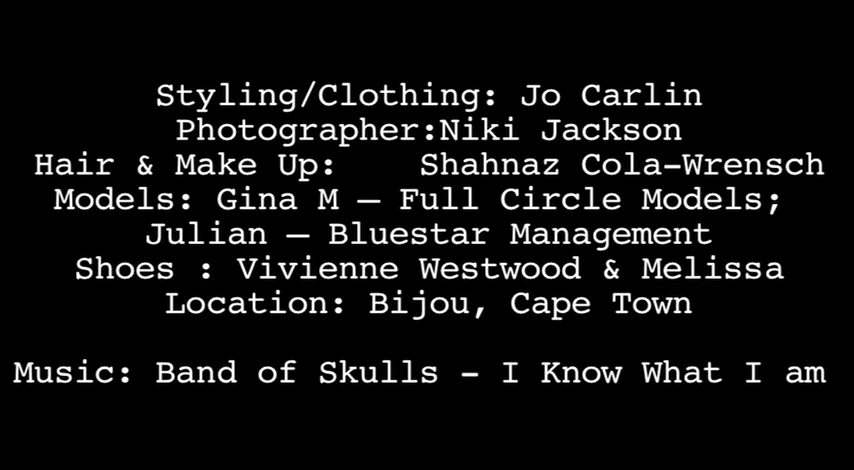 Styling/Clothing: Jo Carlin
Photographer:Niki Jackson
Hair & Make Up:    Shahnaz Cola-Wrensch
Models: Gina M – Full Circle Models;
Julian – Bluestar Management
Shoes : Vivienne Westwood & Melissa
Location: Bijou, Cape Town
Music: Band of Skulls - I Know What I am